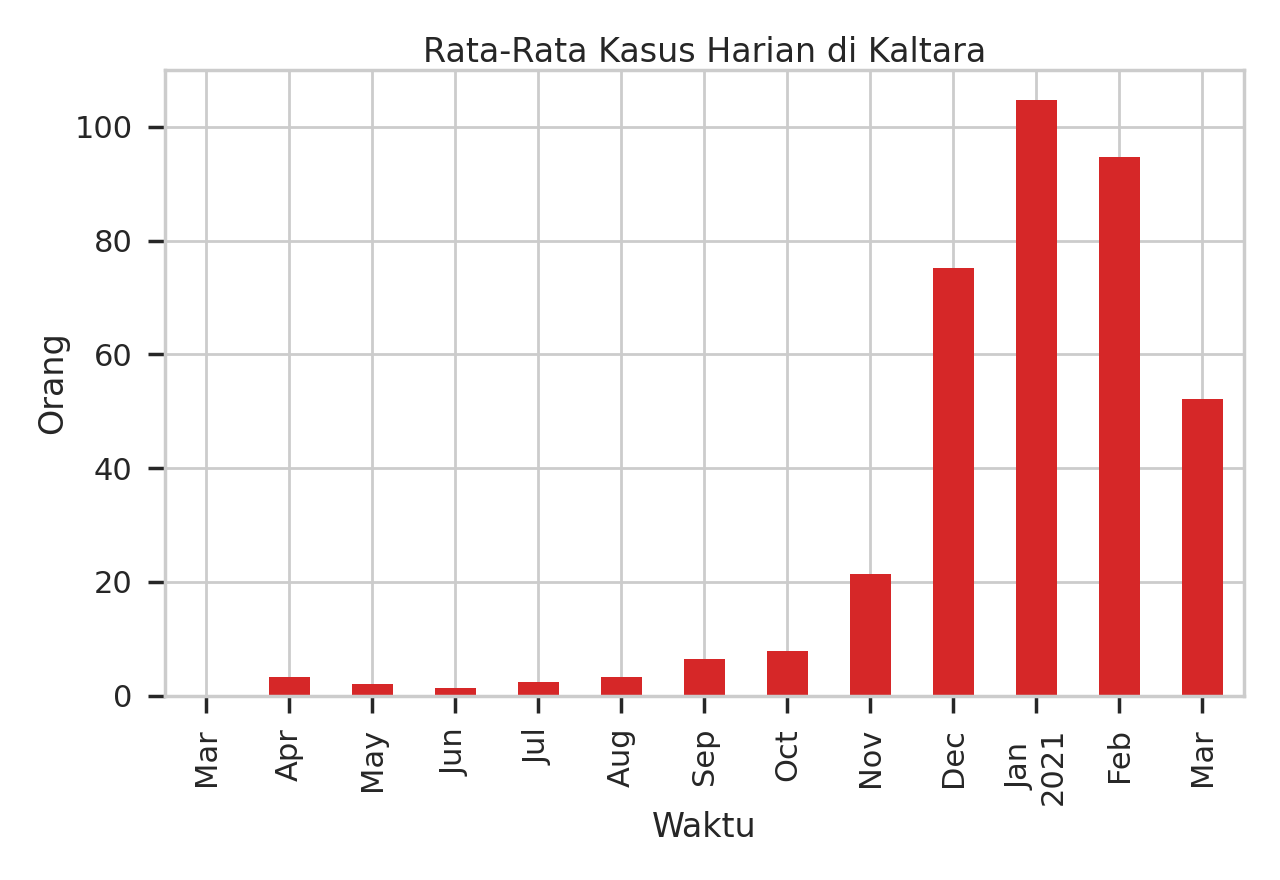 Rata-Rata Kasus Harian di Kaltara
100
80
60
40
20
0
Orang
Mar
Apr
May
Jun
Jul
Aug
Sep
Oct
Nov
Dec
Jan
2021
Feb
Mar
Waktu